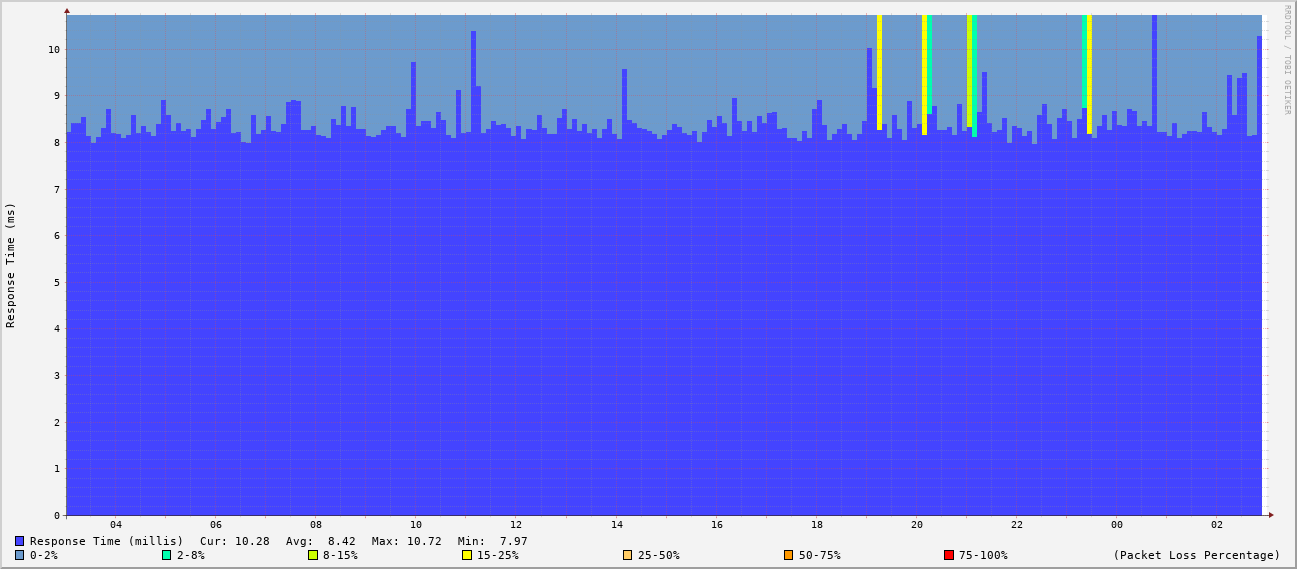 RRDTOOL / TOBI OETIKER
Response Time (ms)
10
9
8
7
6
5
4
3
2
1
0
04 06 08 10 12 14 16 18 20 22 00 02
Response Time (millis) Cur: 10.28 Avg: 8.42 Max: 10.72 Min: 7.97
0-2% 2-8% 8-15% 15-25% 25-50% 50-75% 75-100% (Packet Loss Percentage)